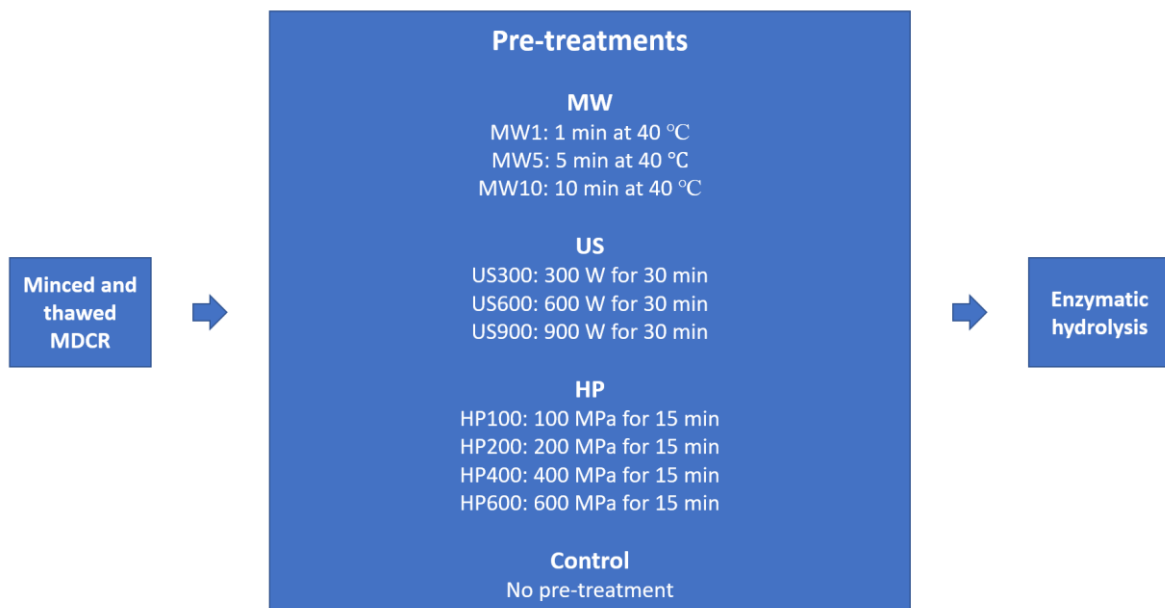 Minced and
thawed
MDCR
Pre-treatments
MW
MW1: 1 min at 40 ℃
MW5: 5 min at 40 ℃
MW10: 10 min at 40 ℃
US
US300: 300 W for 30 min
US600: 600 W for 30 min
US900: 900 W for 30 min
HP
HP100: 100 MPa for 15 min
HP200: 200 MPa for 15 min
HP400: 400 MPa for 15 min
HP600: 600 MPa for 15 min
Control
No pre-treatment
Enzymatic
hydrolysis